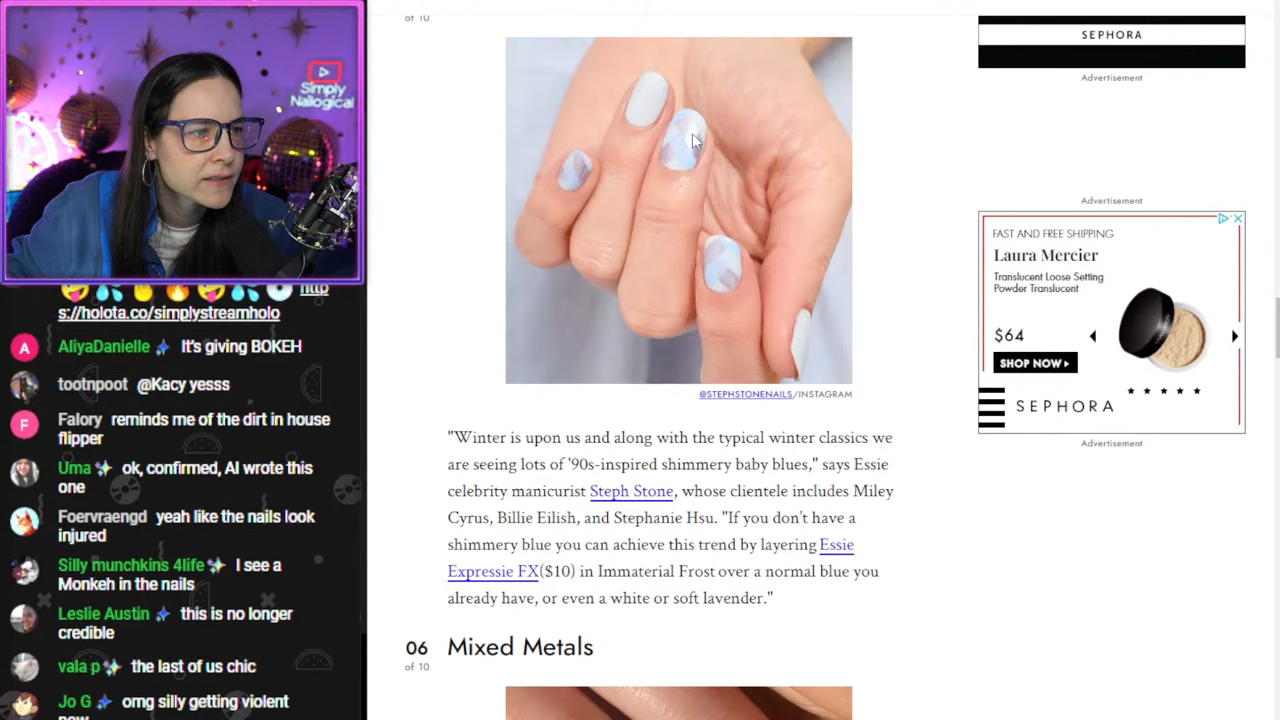 Simply
Nailogical
http
s://holota.co/simplystreamholo
A
AliyaDanielle It's giving BOKEH
tootnpoot @Kacy yesss
F
Falory reminds me of the dirt in house
flipper
Uma ok, confirmed, AI wrote this
one
Foervraengd yeah like the nails look
injured
Silly munchkins 4life I see a
Monkeh in the nails
Leslie Austin this is no longer
credible
vala p the last of us chic
Jo G omg silly getting violent
now
of 10
@STEPHSTONENAILS/INSTAGRAM
"Winter is upon us and along with the typical winter classics we
are seeing lots of '90s-inspired shimmery baby blues," says Essie
celebrity manicurist Steph Stone, whose clientele includes Miley
Cyrus, Billie Eilish, and Stephanie Hsu. "If you don't have a
shimmery blue you can achieve this trend by layering Essie
Expressie FX($10) in Immaterial Frost over a normal blue you
already have, or even a white or soft lavender."
06 Mixed Metals
of 10
SEPHORA
Advertisement
Advertisement
FAST AND FREE SHIPPING
Laura Mercier
Translucent Loose Setting
Powder Translucent
$64
SHOP NOW
SEPHORA
Advertisement